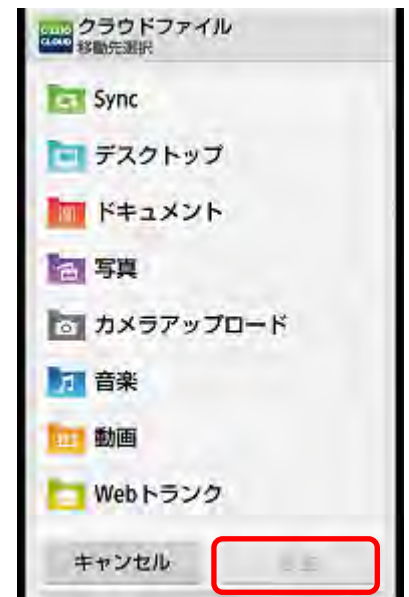 クラウドファイル
移動先選択
Sync
デスクトップ
ドキュメント
写真
カメラアップロード
音楽
動画
Webトランク
キャンセル